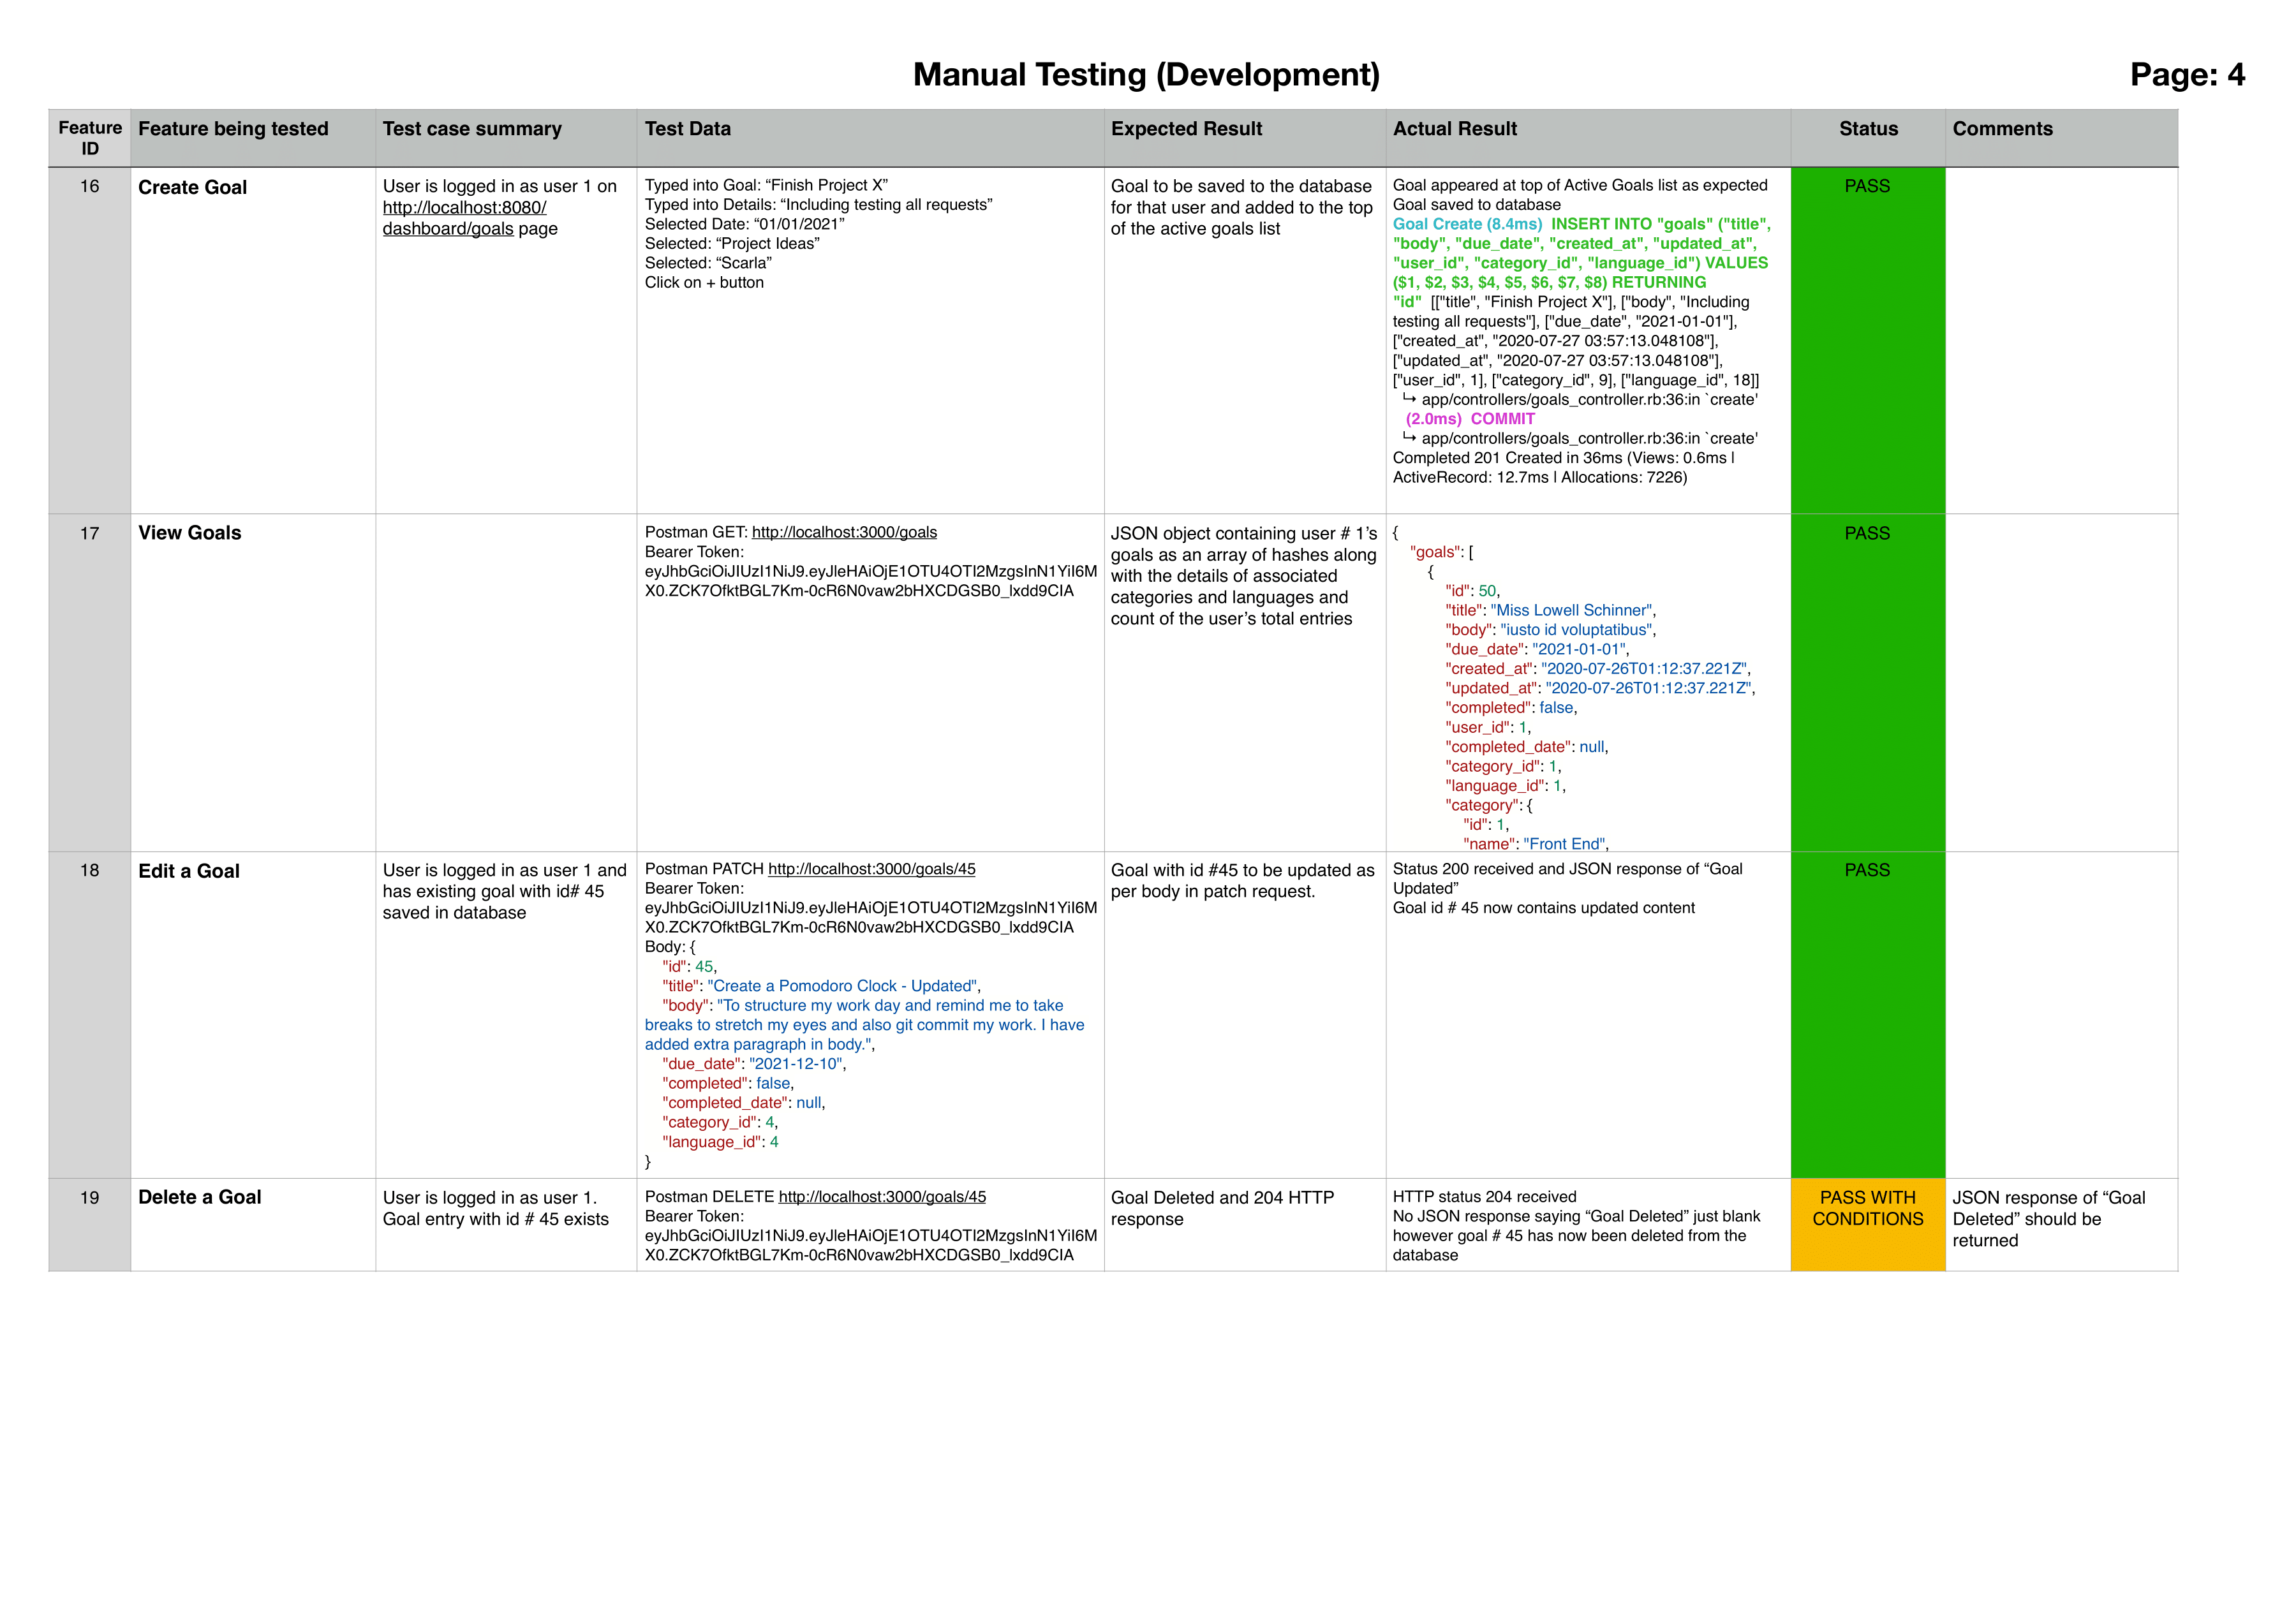 Manual Testing (Development)
Page: 4
Feature ID
Feature being tested
Test case summary
Test Data
Expected Result
Actual Result
Status
Comments
16
Create Goal
User is logged in as user 1 on
http://localhost:8080/
dashboard/goals page
Typed into Goal: “Finish Project X”
Typed into Details: “Including testing all requests”
Selected Date: “01/01/2021”
Selected: “Project Ideas”
Selected: “Scarla”
Click on + button
Goal to be saved to the database
for that user and added to the top
of the active goals list
Goal appeared at top of Active Goals list as expected
Goal saved to database
Goal Create (8.4ms)  INSERT INTO "goals" ("title",
"body", "due_date", "created_at", "updated_at",
"user_id", "category_id", "language_id") VALUES
($1, $2, $3, $4, $5, $6, $7, $8) RETURNING
"id"  [["title", "Finish Project X"], ["body", "Including
testing all requests"], ["due_date", "2021-01-01"],
["created_at", "2020-07-27 03:57:13.048108"],
["updated_at", "2020-07-27 03:57:13.048108"],
["user_id", 1], ["category_id", 9], ["language_id", 18]]
↳ app/controllers/goals_controller.rb:36:in `create'
(2.0ms)  COMMIT
↳ app/controllers/goals_controller.rb:36:in `create'
Completed 201 Created in 36ms (Views: 0.6ms |
ActiveRecord: 12.7ms | Allocations: 7226)
PASS
17
View Goals
Postman GET: http://localhost:3000/goals
Bearer Token:
eyJhbGciOiJIUzI1NiJ9.eyJleHAiOjE1OTU4OTI2MzgsInN1YiI6M
X0.ZCK7OfktBGL7Km-0cR6N0vaw2bHXCDGSB0_lxdd9CIA
JSON object containing user # 1’s
goals as an array of hashes along
with the details of associated
categories and languages and
count of the user’s total entries
{
"goals": [
{
"id": 50,
"title": "Miss Lowell Schinner",
"body": "iusto id voluptatibus",
"due_date": "2021-01-01",
"created_at": "2020-07-26T01:12:37.221Z",
"updated_at": "2020-07-26T01:12:37.221Z",
"completed": false,
"user_id": 1,
"completed_date": null,
"category_id": 1,
"language_id": 1,
"category": {
"id": 1,
"name": "Front End",
PASS
18
Edit a Goal
User is logged in as user 1 and
has existing goal with id# 45
saved in database
Postman PATCH http://localhost:3000/goals/45
Bearer Token:
eyJhbGciOiJIUzI1NiJ9.eyJleHAiOjE1OTU4OTI2MzgsInN1YiI6M
X0.ZCK7OfktBGL7Km-0cR6N0vaw2bHXCDGSB0_lxdd9CIA
Body: {
"id": 45,
"title": "Create a Pomodoro Clock - Updated",
"body": "To structure my work day and remind me to take
breaks to stretch my eyes and also git commit my work. I have
added extra paragraph in body.",
"due_date": "2021-12-10",
"completed": false,
"completed_date": null,
"category_id": 4,
"language_id": 4
}
Goal with id #45 to be updated as
per body in patch request.
Status 200 received and JSON response of “Goal
Updated”
Goal id # 45 now contains updated content
PASS
19
Delete a Goal
User is logged in as user 1.
Goal entry with id # 45 exists
Postman DELETE http://localhost:3000/goals/45
Bearer Token:
eyJhbGciOiJIUzI1NiJ9.eyJleHAiOjE1OTU4OTI2MzgsInN1YiI6M
X0.ZCK7OfktBGL7Km-0cR6N0vaw2bHXCDGSB0_lxdd9CIA
Goal Deleted and 204 HTTP
response
HTTP status 204 received
No JSON response saying “Goal Deleted” just blank
however goal # 45 has now been deleted from the
database
PASS WITH
CONDITIONS
JSON response of “Goal
Deleted” should be
returned